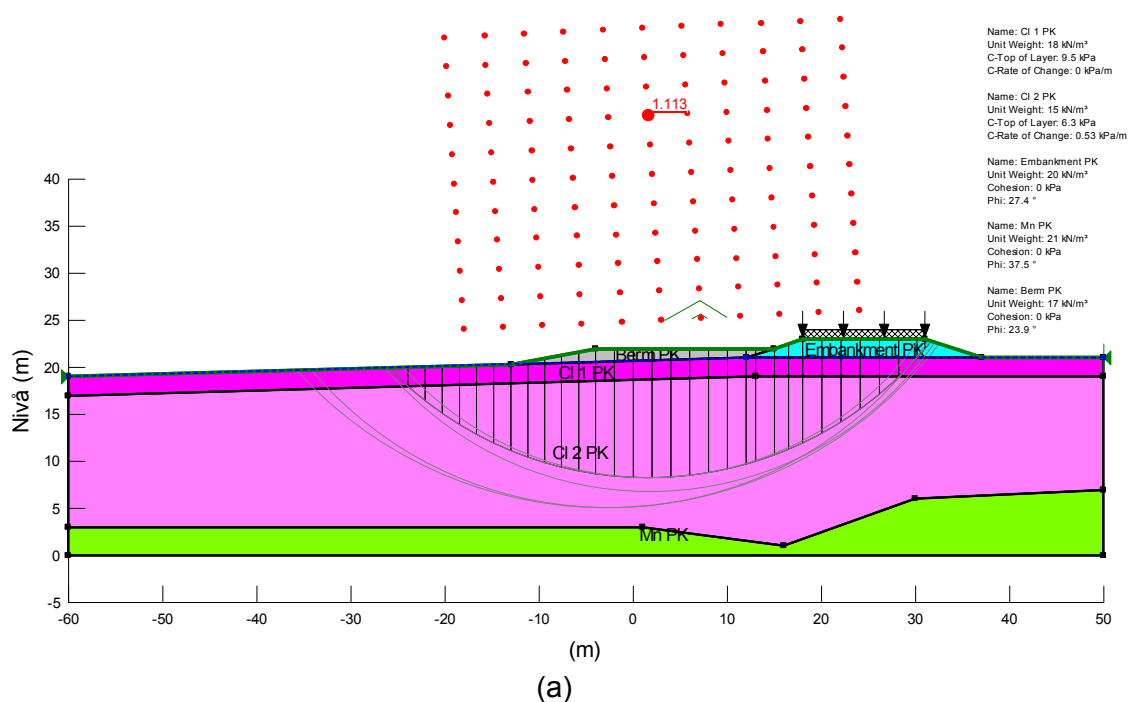 1.113
Name: Cl 1 PK
Unit Weight: 18 kN/m³
C-Top of Layer: 9.5 kPa
C-Rate of Change: 0 kPa/m
Name: Cl 2 PK
Unit Weight: 15 kN/m³
C-Top of Layer: 6.3 kPa
C-Rate of Change: 0.53 kPa/m
Name: Embankment PK
Unit Weight: 20 kN/m³
Cohesion: 0 kPa
Phi: 27.4 °
Name: Mn PK
Unit Weight: 21 kN/m³
Cohesion: 0 kPa
Phi: 37.5 °
Name: Berm PK
Unit Weight: 17 kN/m³
Cohesion: 0 kPa
Phi: 23.9 °
Nivå (m)
40
35
30
25
20
15
10
5
0
-5
Berm PK
Embankment PK
Cl 1 PK
Cl 2 PK
Mn PK
-60 -50 -40 -30 -20 -10 0 10 20 30 40 50
(m)
(a)